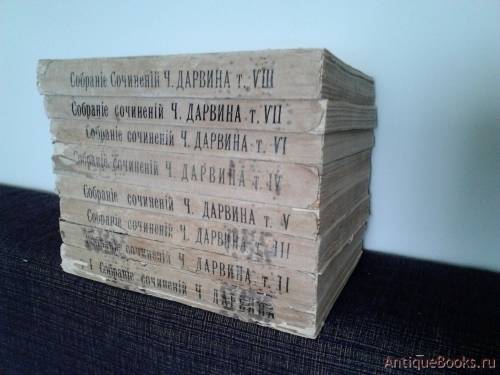 Собраніе Сочиненій Ч. ДАРВИНА т. VIII
Собраніе сочиненій Ч. ДАРВИНА т. VII
Собраніе сочиненій Ч. ДАРВИНА т. VI
Собраніе сочиненій Ч. ДАРВИНА т. IV
Собраніе сочиненій Ч. ДАРВИНА т. V
Собраніе сочиненій Ч. ДАРВИНА т. III
Собраніе сочиненій Ч. ДАРВИНА т. II
I Собраніе сочиненій Ч ДАРВИНА
AntiqueBooks.ru